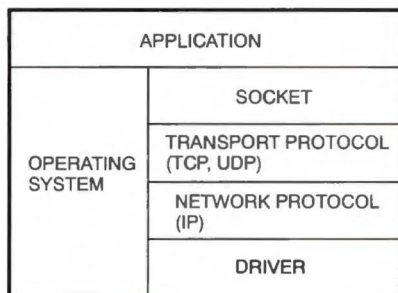 APPLICATION
OPERATING
SYSTEM
SOCKET
TRANSPORT PROTOCOL
(TCP, UDP)
NETWORK PROTOCOL
(IP)
DRIVER